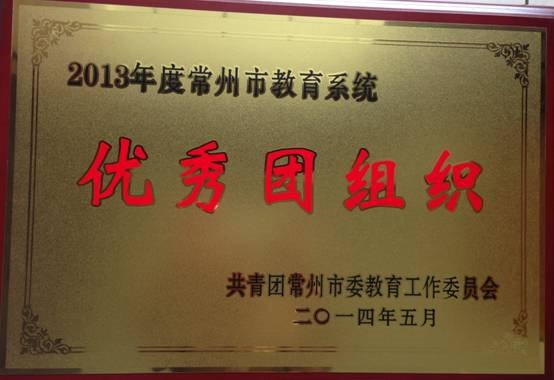 2013年度常州市教育系统
优秀团组织
共青团常州市委教育工作委员会
二〇一四年五月